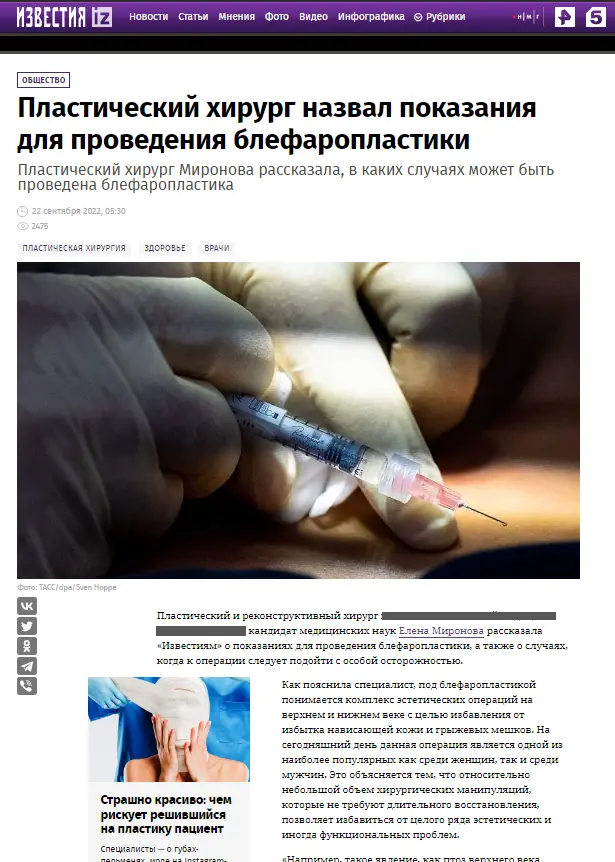 ИЗВЕСТИЯ iz
Новости Статьи Мнения Фото Видео Инфографика Рубрики
н|м|г
5
ОБЩЕСТВО
Пластический хирург назвал показания
для проведения блефаропластики
Пластический хирург Миронова рассказала, в каких случаях может быть
проведена блефаропластика
22 сентября 2022, 05:30
2475
ПЛАСТИЧЕСКАЯ ХИРУРГИЯ ЗДОРОВЬЕ ВРАЧИ
Фото: ТАСС/dpa/Sven Hoppe
Пластический и реконструктивный хирург
кандидат медицинских наук Елена Миронова рассказала
«Известиям» о показаниях для проведения блефаропластики, а также о случаях,
когда к операции следует подойти с особой осторожностью.
Страшно красиво: чем
рискует решившийся
на пластику пациент
Специалисты — о губах-
Как пояснила специалист, под блефаропластикой
понимается комплекс эстетических операций на
верхнем и нижнем веке с целью избавления от
избытка нависающей кожи и грыжевых мешков. На
сегодняшний день данная операция является одной из
наиболее популярных как среди женщин, так и среди
мужчин. Это объясняется тем, что относительно
небольшой объем хирургических манипуляций,
которые не требуют длительного восстановления,
позволяет избавиться от целого ряда эстетических и
иногда функциональных проблем.
«Например, такое явление, как птоз верхнего века